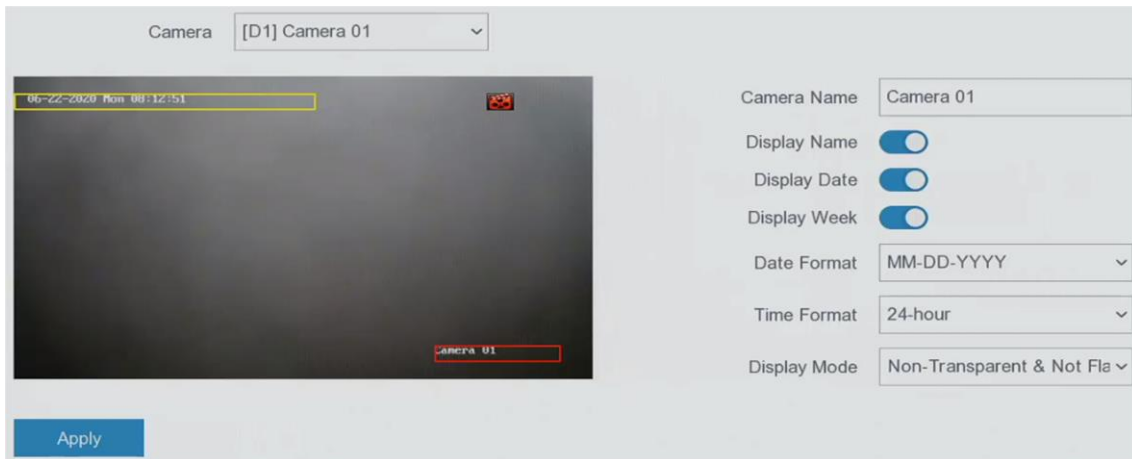 Camera [D1] Camera 01
06-22-2020 Mon 08:12:51
Camera 01
Camera Name Camera 01
Display Name
Display Date
Display Week
Date Format MM-DD-YYYY
Time Format 24-hour
Display Mode Non-Transparent & Not Fla
Apply